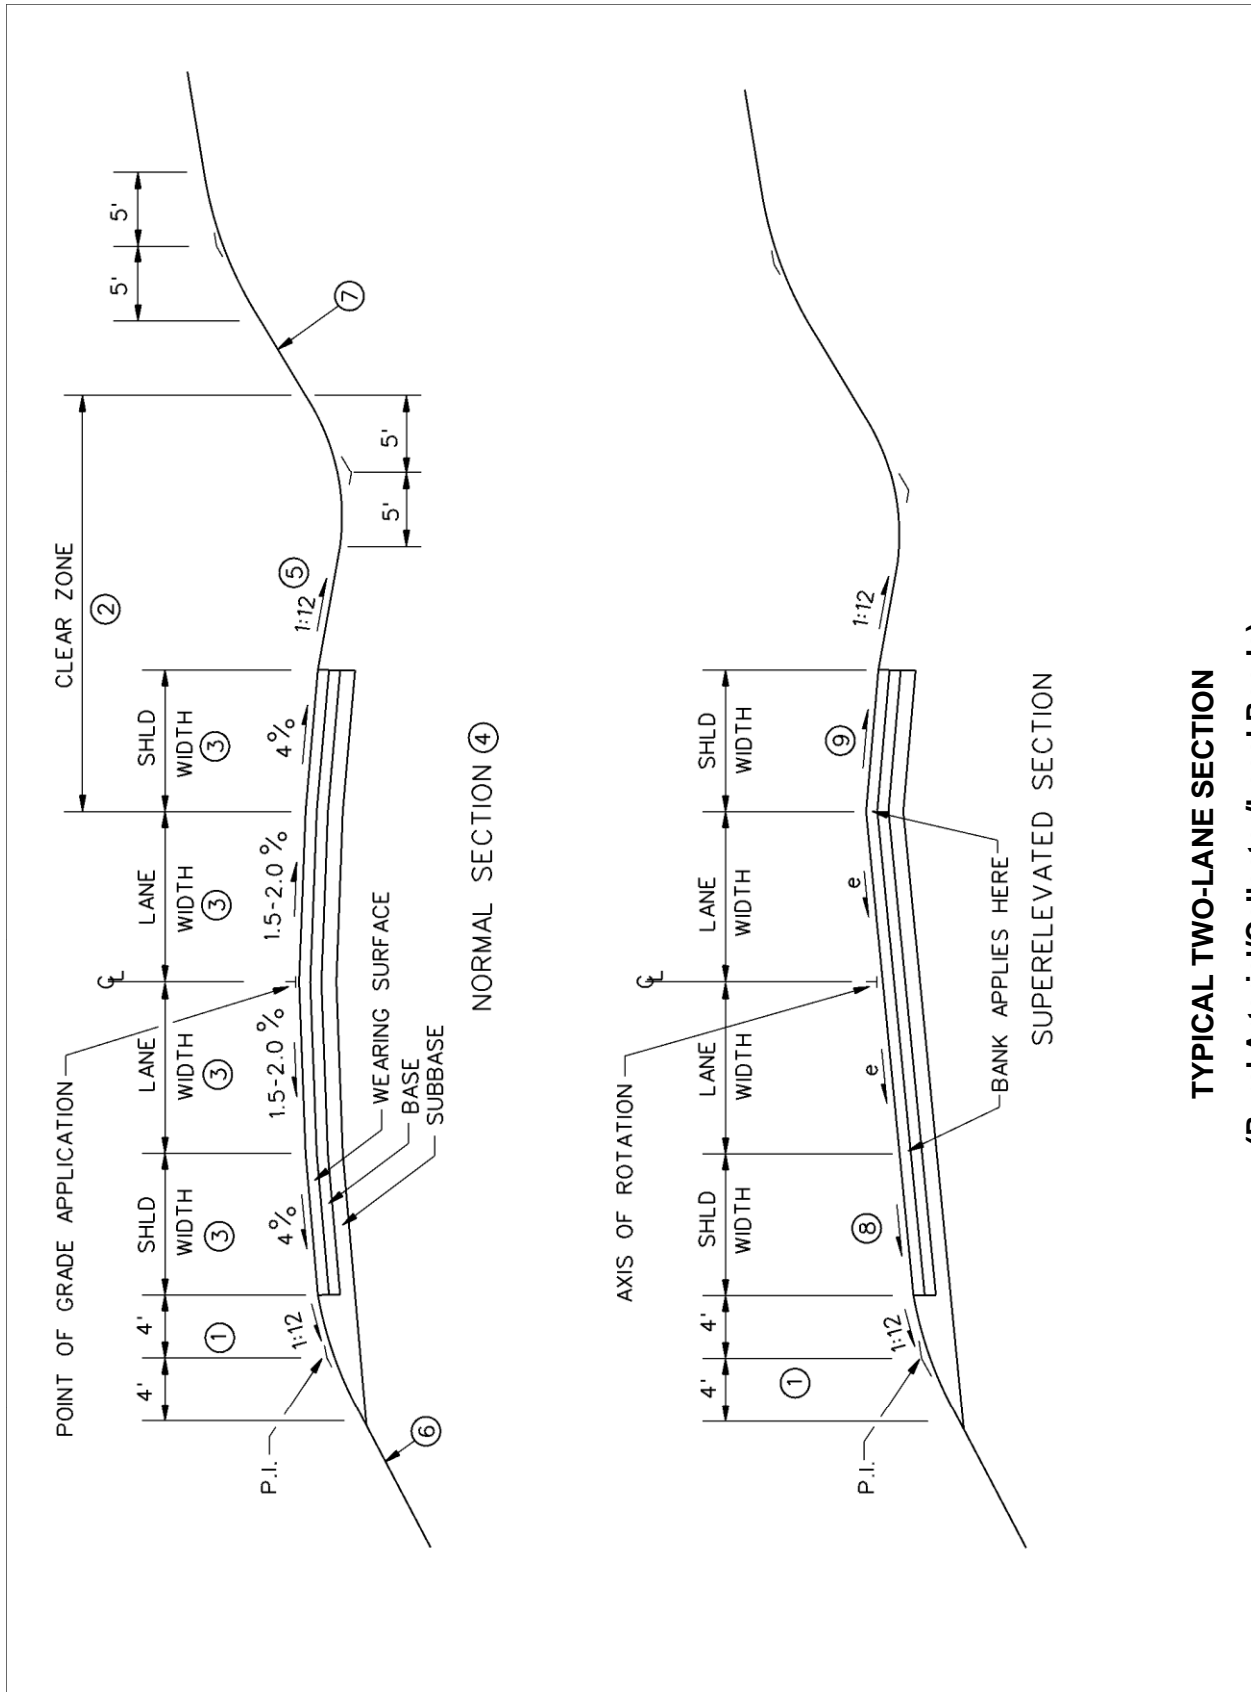 POINT OF GRADE APPLICATION
CLEAR ZONE
②
4'
4'
SHLD
LANE
℄
LANE
SHLD
5'
5'
①
WIDTH
WIDTH
WIDTH
WIDTH
③
③
③
③
P.I.
1:12
4%
1.5-2.0 %
1.5-2.0 %
4%
1:12
⑤
⑦
⑥
WEARING SURFACE
BASE
SUBBASE
5'
5'
NORMAL SECTION ④
AXIS OF ROTATION
℄
4'
4'
SHLD
LANE
LANE
SHLD
WIDTH
WIDTH
WIDTH
WIDTH
①
P.I.
1:12
⑧
e
e
⑨
1:12
BANK APPLIES HERE
SUPERELEVATED SECTION
TYPICAL TWO-LANE SECTION